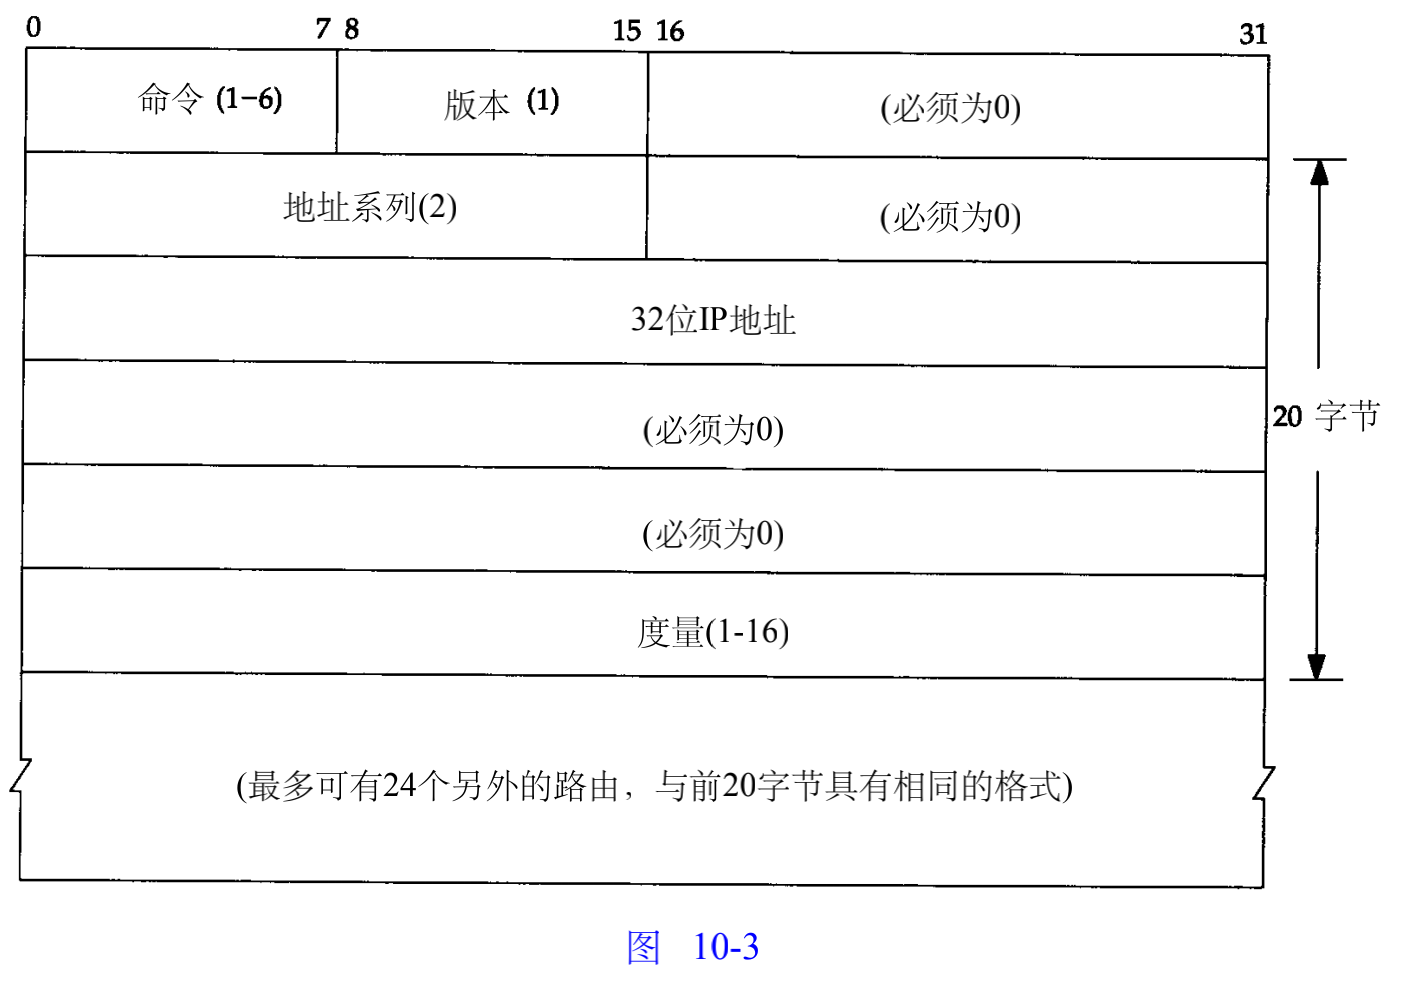 0 7 8 15 16 31
命令 (1-6) 版本 (1) (必须为0)
地址系列(2) (必须为0)
32位IP地址
(必须为0)
20 字节
(必须为0)
度量(1-16)
(最多可有24个另外的路由，与前20字节具有相同的格式)
图 10-3